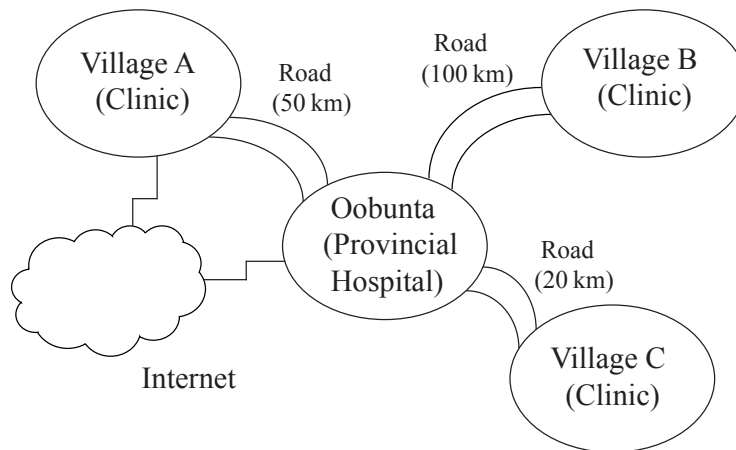 Village A
(Clinic)
Road
(50 km)
Road
(100 km)
Village B
(Clinic)
Oobunta
(Provincial
Hospital)
Road
(20 km)
Village C
(Clinic)
Internet